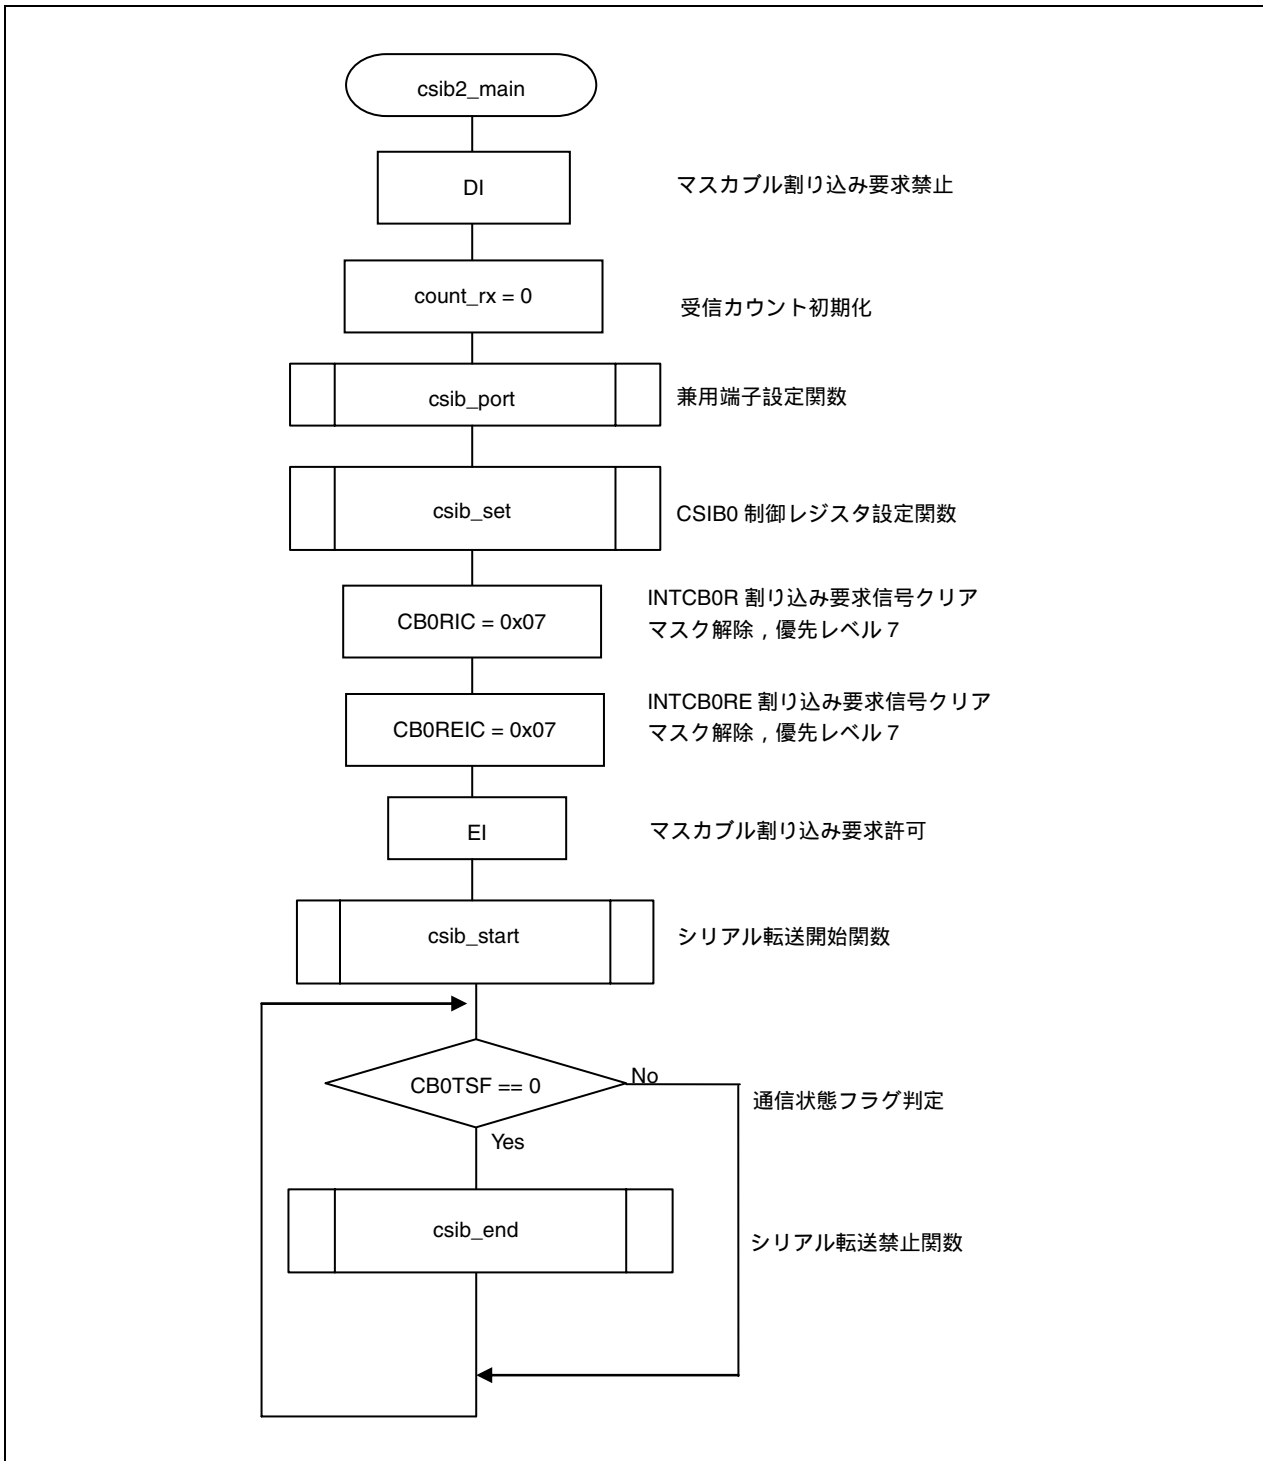 csib2_main
DI
マスカブル割り込み要求禁止
count_rx = 0
受信カウント初期化
csib_port
兼用端子設定関数
csib_set
CSIB0 制御レジスタ設定関数
CB0RIC = 0x07
INTCB0R 割り込み要求信号クリア
マスク解除，優先レベル 7
CB0REIC = 0x07
INTCB0RE 割り込み要求信号クリア
マスク解除，優先レベル 7
EI
マスカブル割り込み要求許可
csib_start
シリアル転送開始関数
CB0TSF == 0
No
通信状態フラグ判定
Yes
csib_end
シリアル転送禁止関数